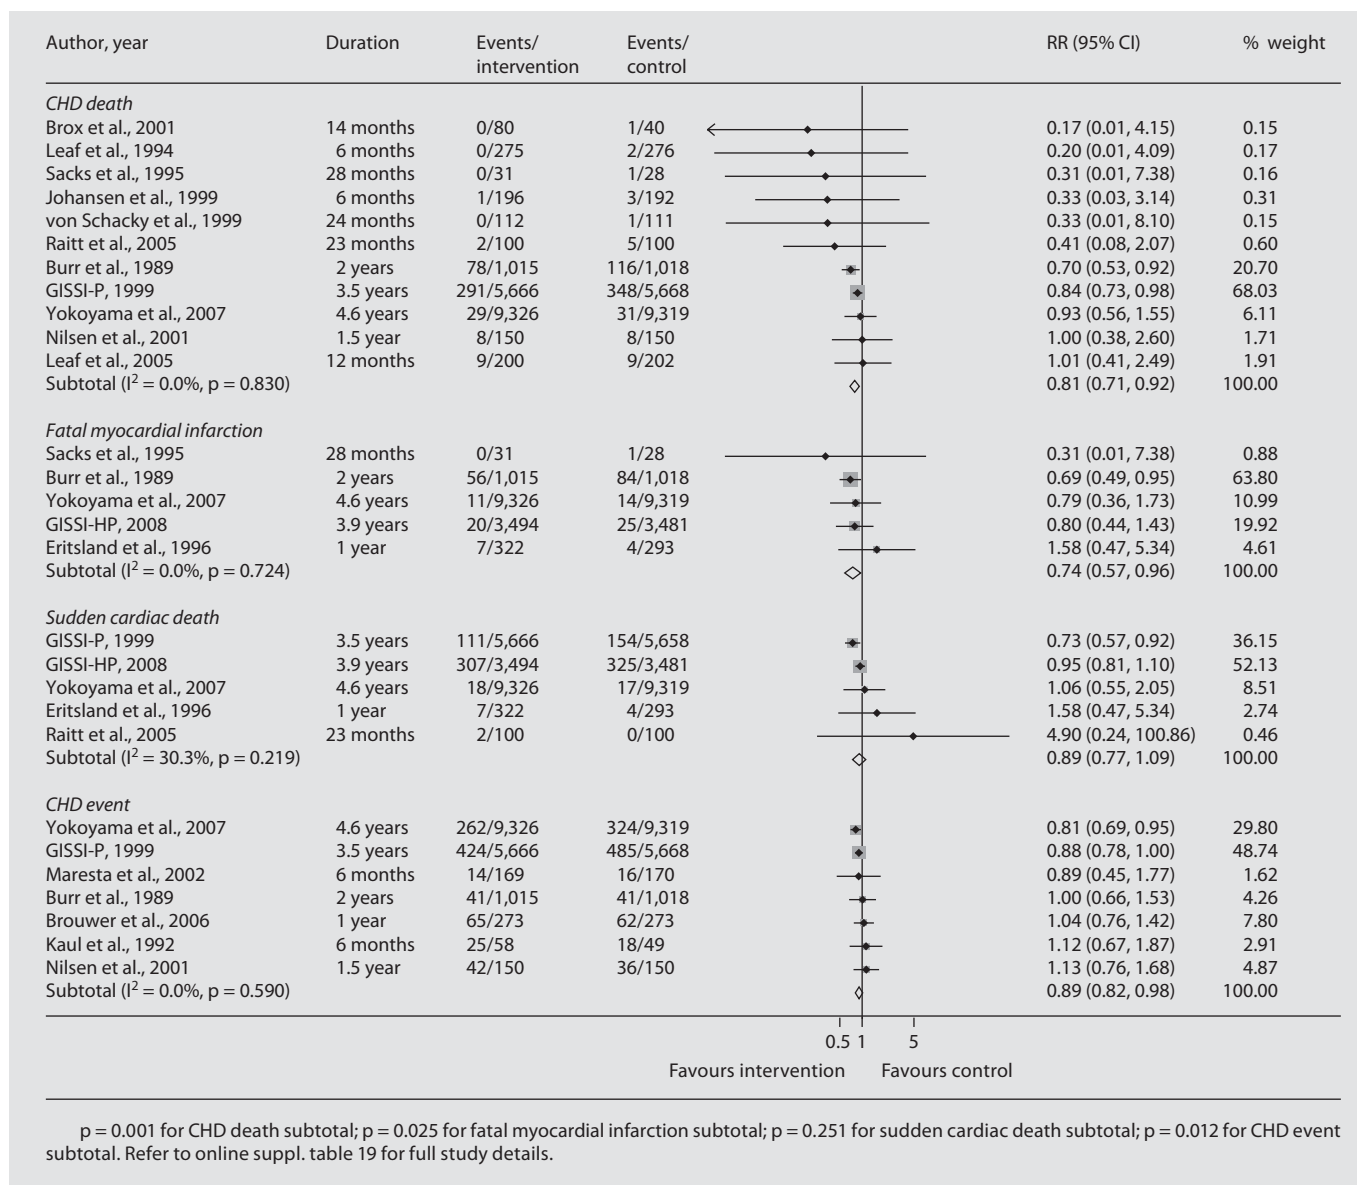 Author, year Duration Events/ Events/ RR (95% CI) % weight
intervention control
CHD death
Brox et al., 2001 14 months 0/80 1/40 0.17 (0.01, 4.15) 0.15
Leaf et al., 1994 6 months 0/275 2/276 0.20 (0.01, 4.09) 0.17
Sacks et al., 1995 28 months 0/31 1/28 0.31 (0.01, 7.38) 0.16
Johansen et al., 1999 6 months 1/196 3/192 0.33 (0.03, 3.14) 0.31
von Schacky et al., 1999 24 months 0/112 1/111 0.33 (0.01, 8.10) 0.15
Raitt et al., 2005 23 months 2/100 5/100 0.41 (0.08, 2.07) 0.60
Burr et al., 1989 2 years 78/1,015 116/1,018 0.70 (0.53, 0.92) 20.70
GISSI-P, 1999 3.5 years 291/5,666 348/5,668 0.84 (0.73, 0.98) 68.03
Yokoyama et al., 2007 4.6 years 29/9,326 31/9,319 0.93 (0.56, 1.55) 6.11
Nilsen et al., 2001 1.5 year 8/150 8/150 1.00 (0.38, 2.60) 1.71
Leaf et al., 2005 12 months 9/200 9/202 1.01 (0.41, 2.49) 1.91
Subtotal (I² = 0.0%, p = 0.830) 0.81 (0.71, 0.92) 100.00
Fatal myocardial infarction
Sacks et al., 1995 28 months 0/31 1/28 0.31 (0.01, 7.38) 0.88
Burr et al., 1989 2 years 56/1,015 84/1,018 0.69 (0.49, 0.95) 63.80
Yokoyama et al., 2007 4.6 years 11/9,326 14/9,319 0.79 (0.36, 1.73) 10.99
GISSI-HP, 2008 3.9 years 20/3,494 25/3,481 0.80 (0.44, 1.43) 19.92
Eritsland et al., 1996 1 year 7/322 4/293 1.58 (0.47, 5.34) 4.61
Subtotal (I² = 0.0%, p = 0.724) 0.74 (0.57, 0.96) 100.00
Sudden cardiac death
GISSI-P, 1999 3.5 years 111/5,666 154/5,658 0.73 (0.57, 0.92) 36.15
GISSI-HP, 2008 3.9 years 307/3,494 325/3,481 0.95 (0.81, 1.10) 52.13
Yokoyama et al., 2007 4.6 years 18/9,326 17/9,319 1.06 (0.55, 2.05) 8.51
Eritsland et al., 1996 1 year 7/322 4/293 1.58 (0.47, 5.34) 2.74
Raitt et al., 2005 23 months 2/100 0/100 4.90 (0.24, 100.86) 0.46
Subtotal (I² = 30.3%, p = 0.219) 0.89 (0.77, 1.09) 100.00
CHD event
Yokoyama et al., 2007 4.6 years 262/9,326 324/9,319 0.81 (0.69, 0.95) 29.80
GISSI-P, 1999 3.5 years 424/5,666 485/5,668 0.88 (0.78, 1.00) 48.74
Maresta et al., 2002 6 months 14/169 16/170 0.89 (0.45, 1.77) 1.62
Burr et al., 1989 2 years 41/1,015 41/1,018 1.00 (0.66, 1.53) 4.26
Brouwer et al., 2006 1 year 65/273 62/273 1.04 (0.76, 1.42) 7.80
Kaul et al., 1992 6 months 25/58 18/49 1.12 (0.67, 1.87) 2.91
Nilsen et al., 2001 1.5 year 42/150 36/150 1.13 (0.76, 1.68) 4.87
Subtotal (I² = 0.0%, p = 0.590) 0.89 (0.82, 0.98) 100.00
0.5 1 5
Favours intervention Favours control
p = 0.001 for CHD death subtotal; p = 0.025 for fatal myocardial infarction subtotal; p = 0.251 for sudden cardiac death subtotal; p = 0.012 for CHD event
subtotal. Refer to online suppl. table 19 for full study details.